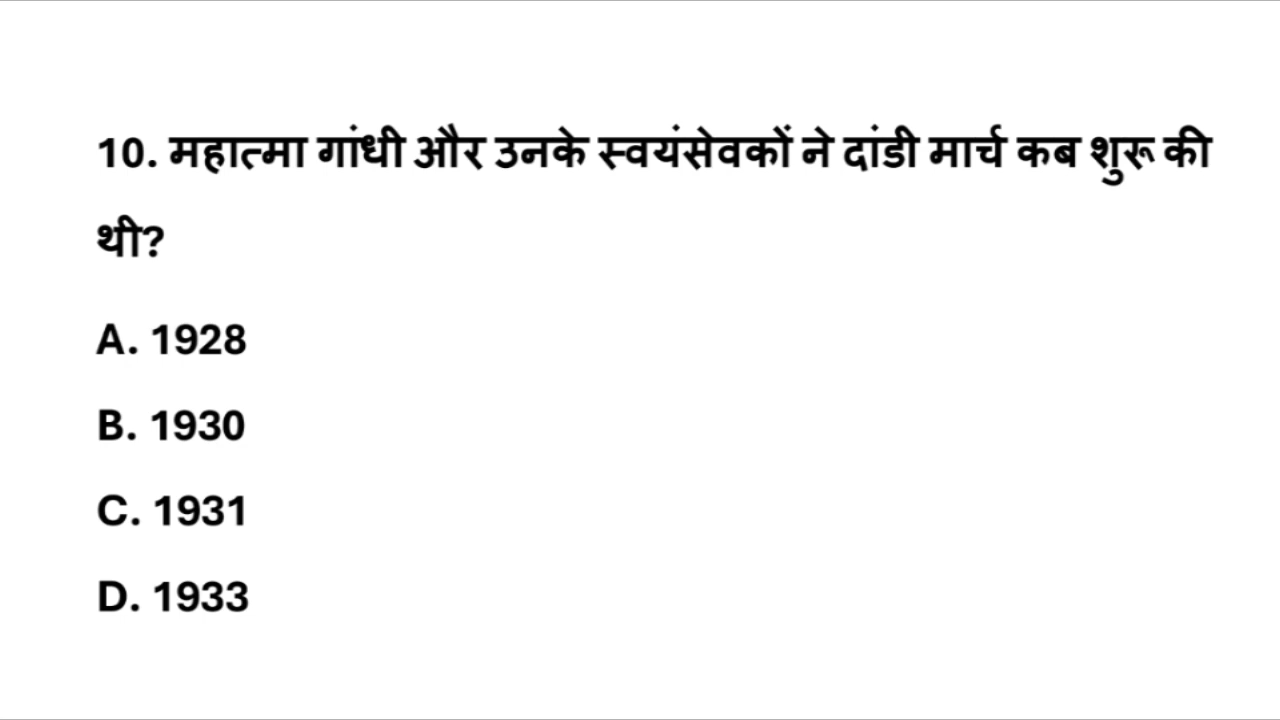 10. महात्मा गांधी और उनके स्वयंसेवकों ने दांडी मार्च कब शुरू की
थी?
A. 1928
B. 1930
C. 1931
D. 1933